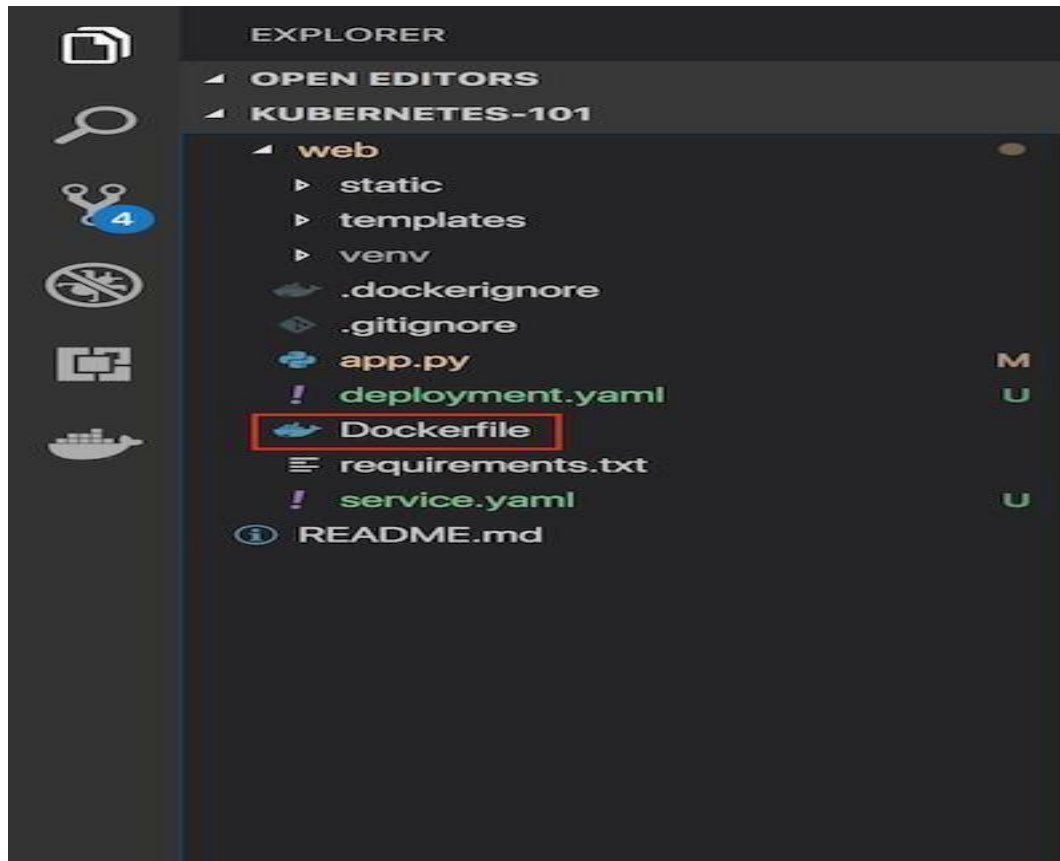 EXPLORER
OPEN EDITORS
KUBERNETES-101
web
static
4
templates
venv
.dockerignore
.gitignore
app.py M
! deployment.yaml U
Dockerfile
requirements.txt
! service.yaml U
README.md